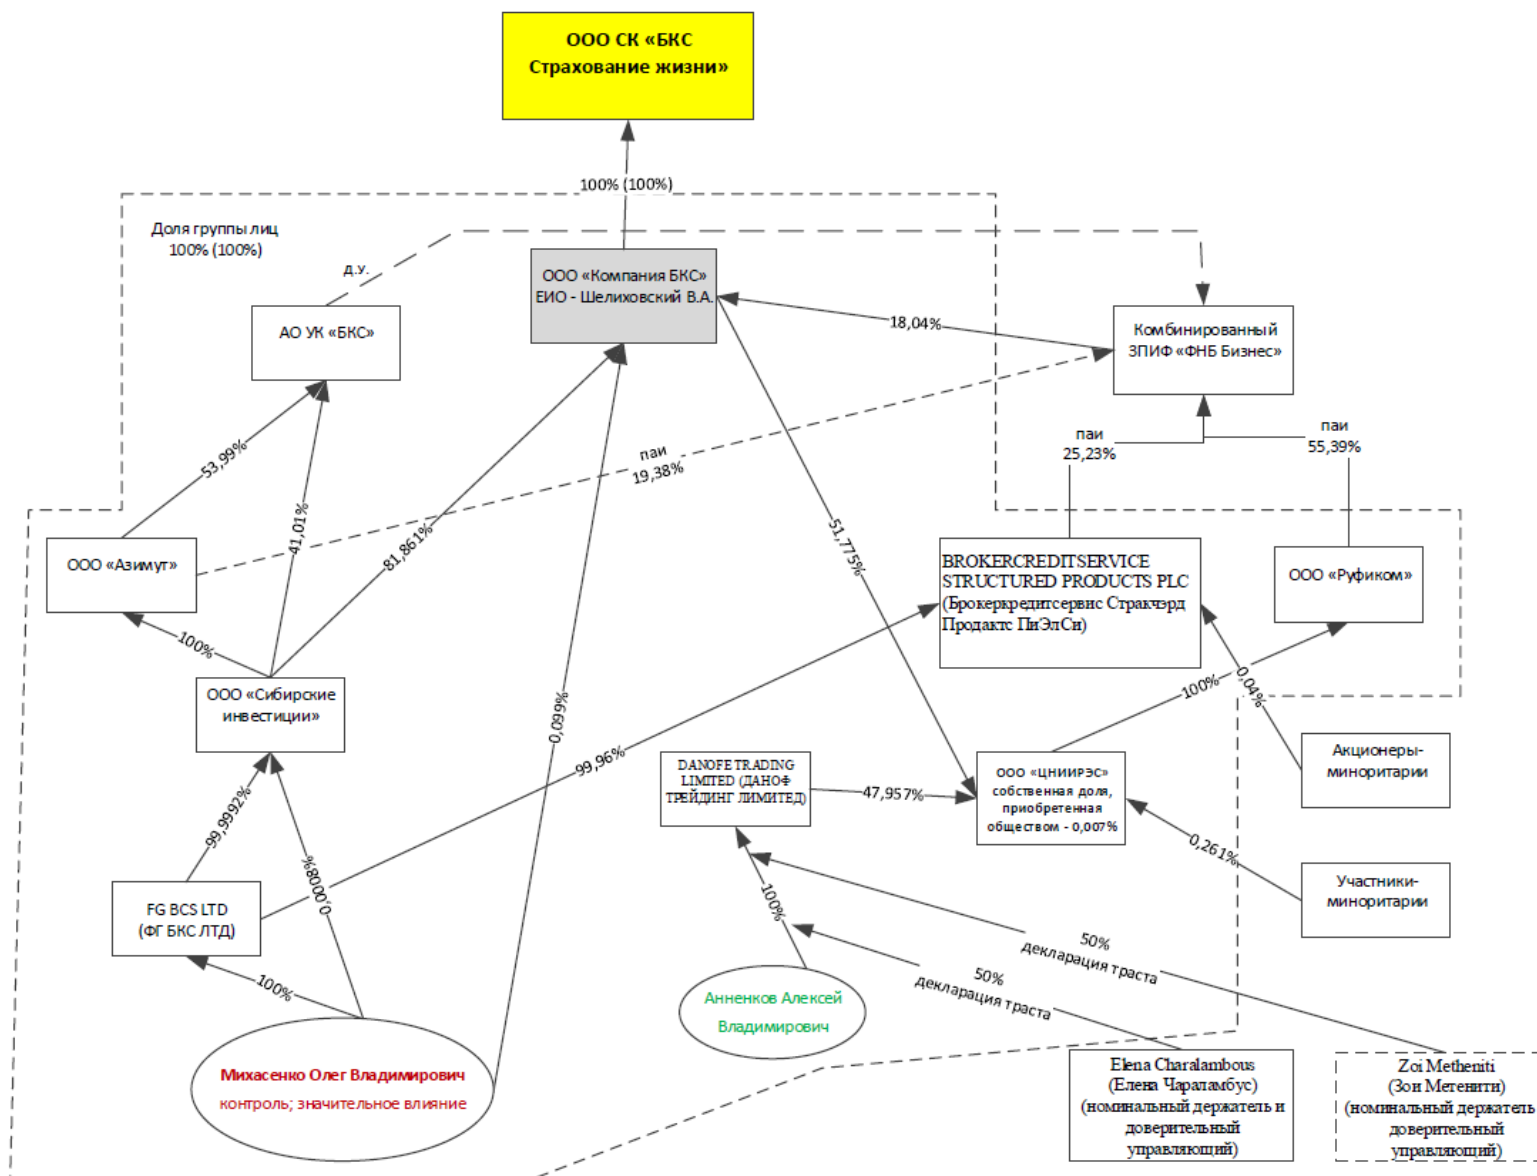 ООО СК «БКС
Страхование жизни»
100% (100%)
Доля группы лиц
100% (100%)
д.у.
ООО «Компания БКС»
ЕИО - Шелиховский В.А.
АО УК «БКС»
18,04%
Комбинированный
ЗПИФ «ФНБ Бизнес»
53,99%
41,01%
81,861%
паи
19,38%
51,775%
паи
25,23%
паи
55,39%
ООО «Азимут»
BROKERCREDITSERVICE
STRUCTURED PRODUCTS PLC
(Брокеркредитсервис Стракчэрд
Продактс ПиЭлСи)
ООО «Руфиком»
100%
ООО «Сибирские
инвестиции»
0,099%
99,96%
100%
0,04%
DANOFE TRADING
LIMITED (ДАНОФ
ТРЕЙДИНГ ЛИМИТЕД)
47,957%
ООО «ЦНИИРЭС»
собственная доля,
приобретенная
обществом - 0,007%
Акционеры-
миноритарии
0,261%
Участники-
миноритарии
99,9992%
0,0008%
FG BCS LTD
(ФГ БКС ЛТД)
100%
100%
50%
декларация траста
50%
декларация траста
Анненков Алексей
Владимирович
Михасенко Олег Владимирович
контроль; значительное влияние
Elena Charalambous
(Елена Чараламбус)
(номинальный держатель и
доверительный
управляющий)
Zoi Metheniti
(Зои Метенити)
(номинальный держатель
доверительный
управляющий)